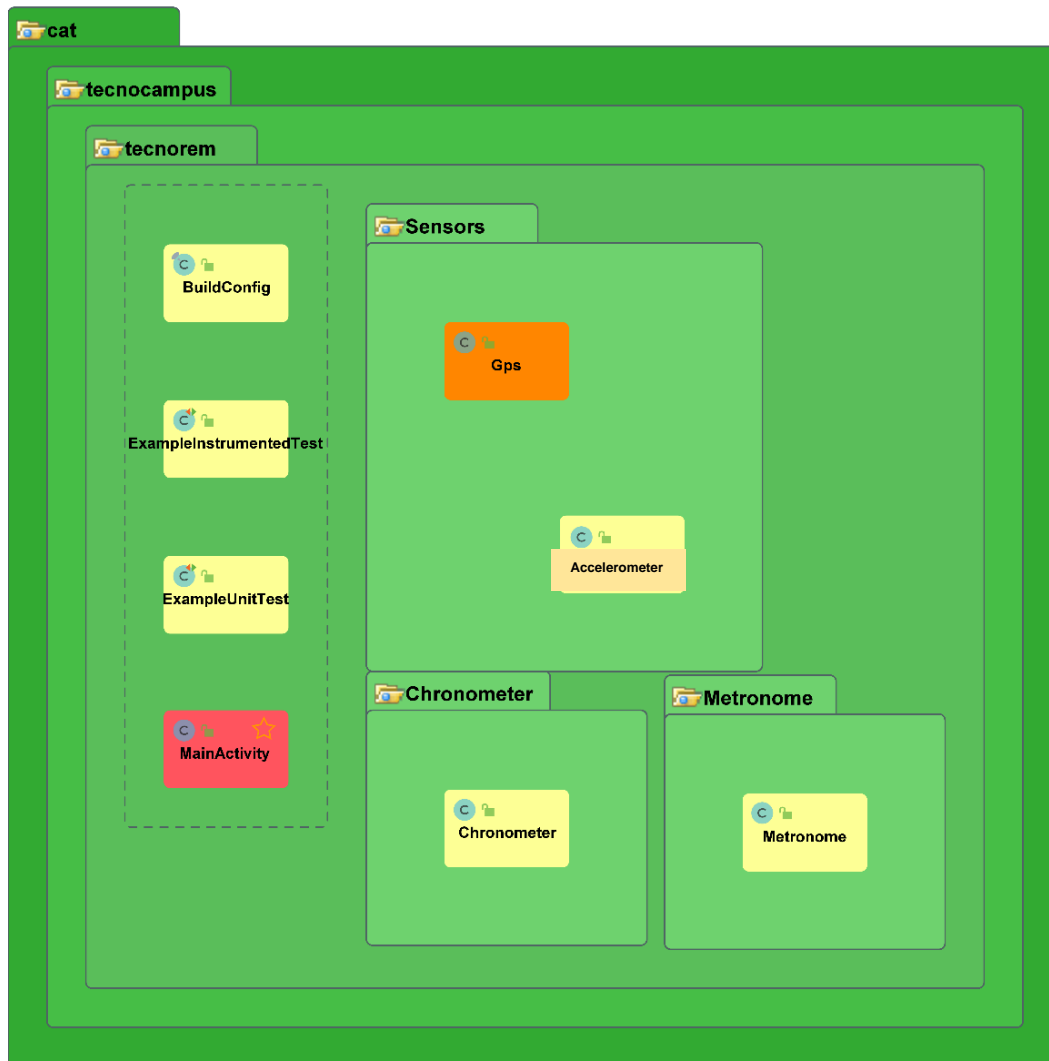 cat
tecnocampus
tecnorem
BuildConfig
ExampleInstrumentedTest
ExampleUnitTest
MainActivity
Sensors
Gps
Accelerometer
Chronometer
Chronometer
Metronome
Metronome